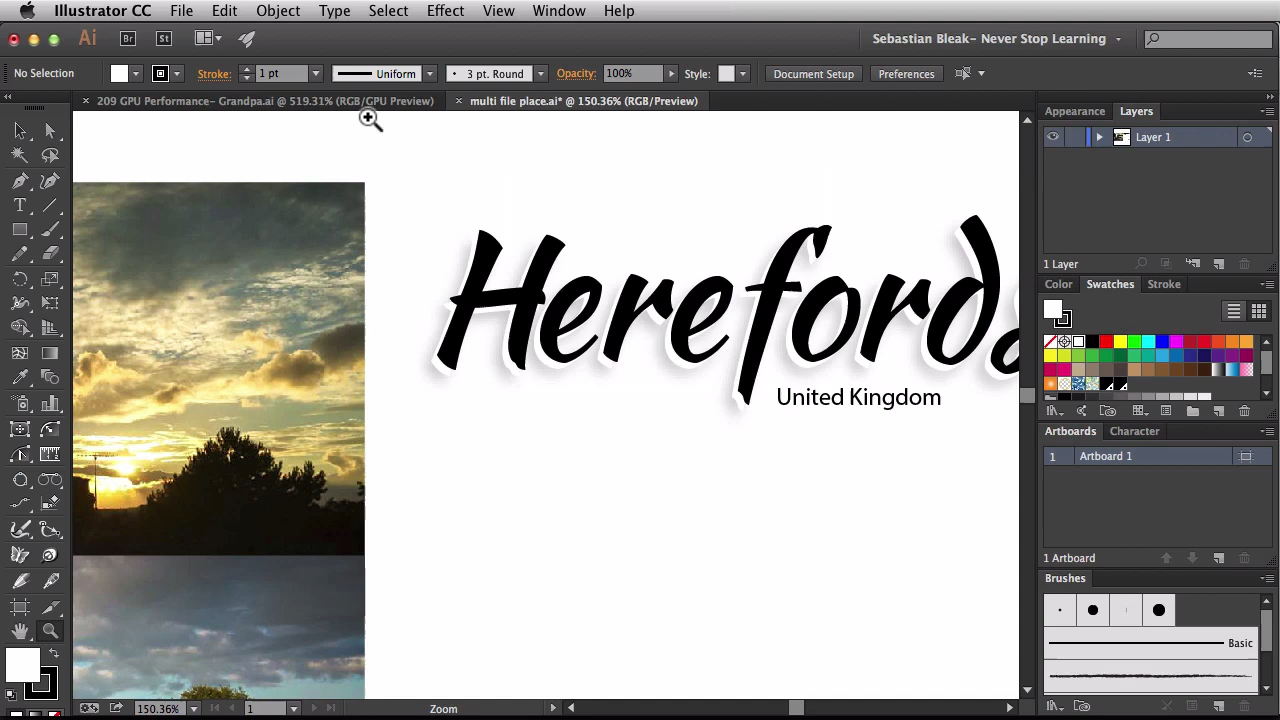 Illustrator CC File Edit Object Type Select Effect View Window Help
Ai Br St Sebastian Bleak- Never Stop Learning
No Selection Stroke: 1 pt Uniform 3 pt. Round Opacity: 100% Style: Document Setup Preferences
209 GPU Performance- Grandpa.ai @ 519.31% (RGB/GPU Preview) multi file place.ai* @ 150.36% (RGB/Preview)
Appearance Layers
Layer 1
1 Layer
Color Swatches Stroke
Artboards Character
1 Artboard 1
1 Artboard
Brushes
Basic
Herefords
United Kingdom
150.36% 1 Zoom